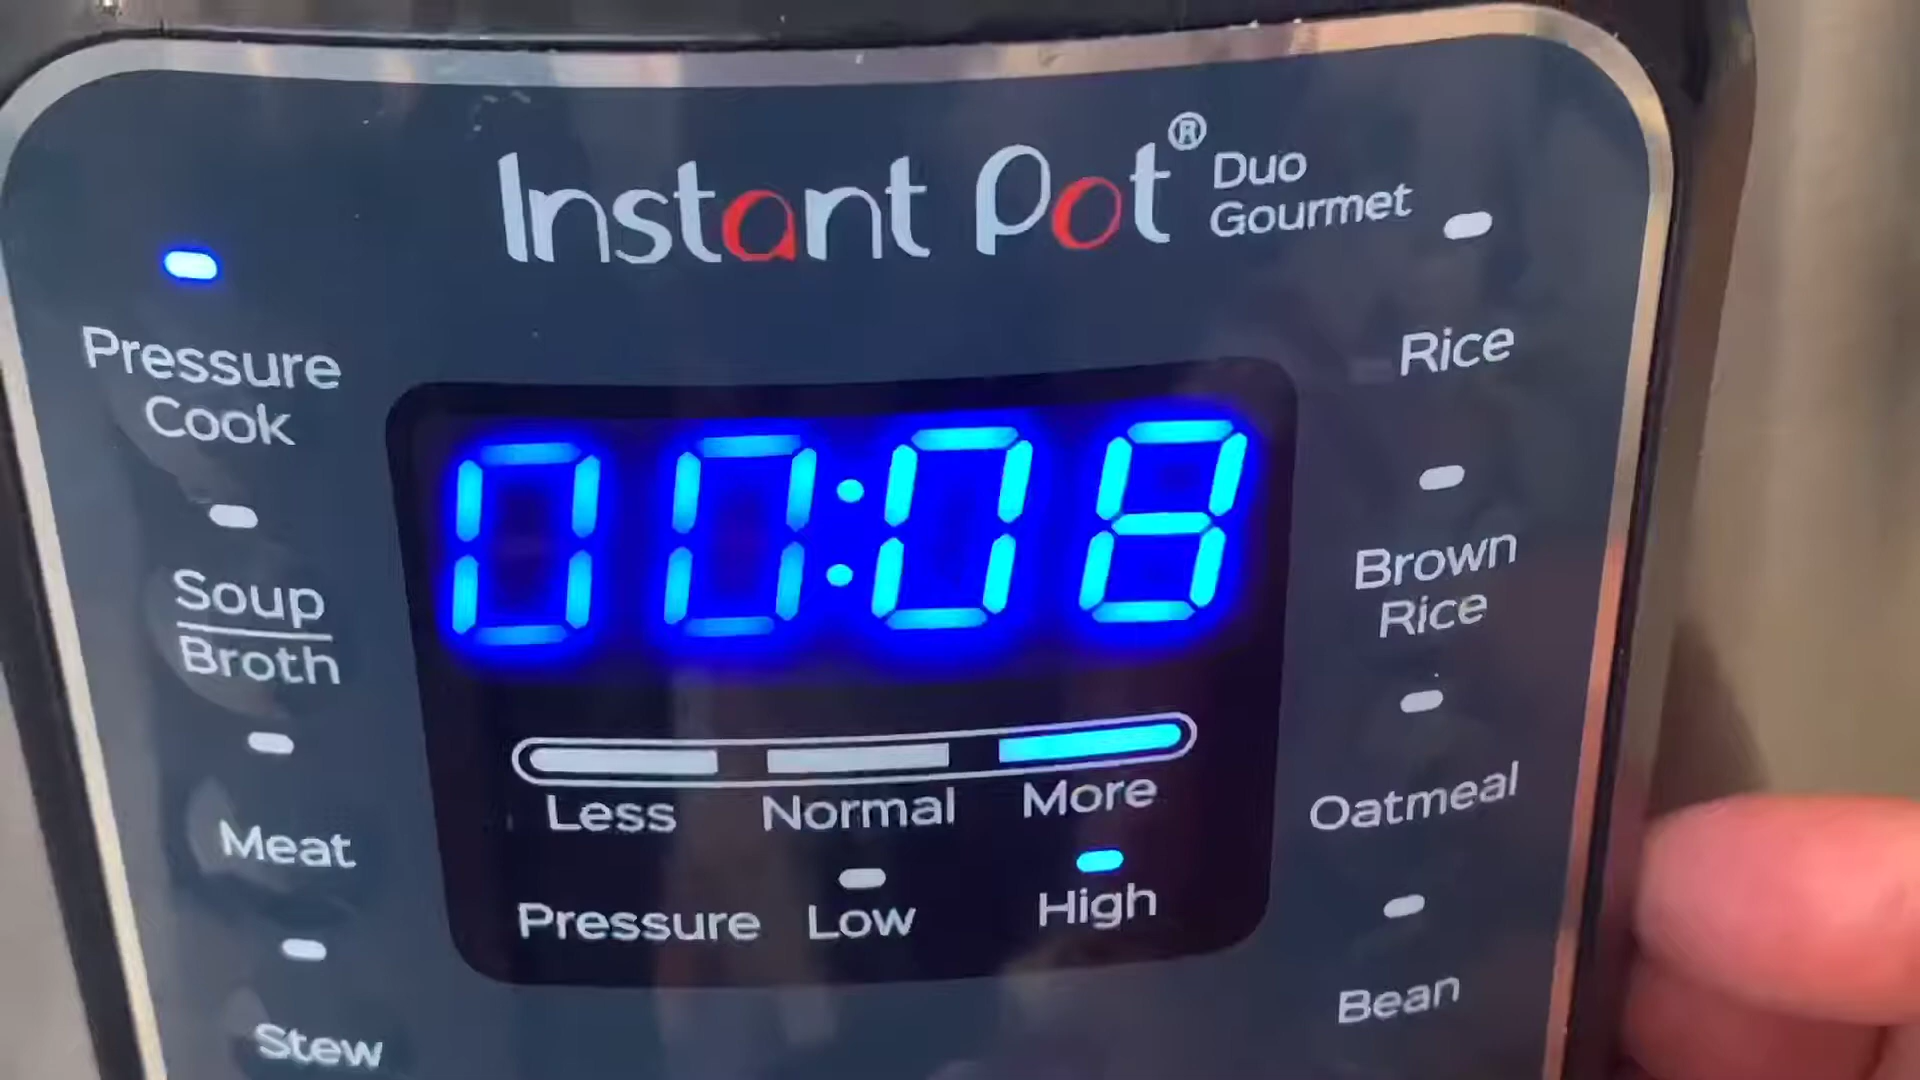 Instant Pot® Duo
Gourmet
Pressure
Cook
Soup
Broth
Meat
Stew
00:08
Less Normal More
Pressure Low High
Rice
Brown
Rice
Oatmeal
Bean